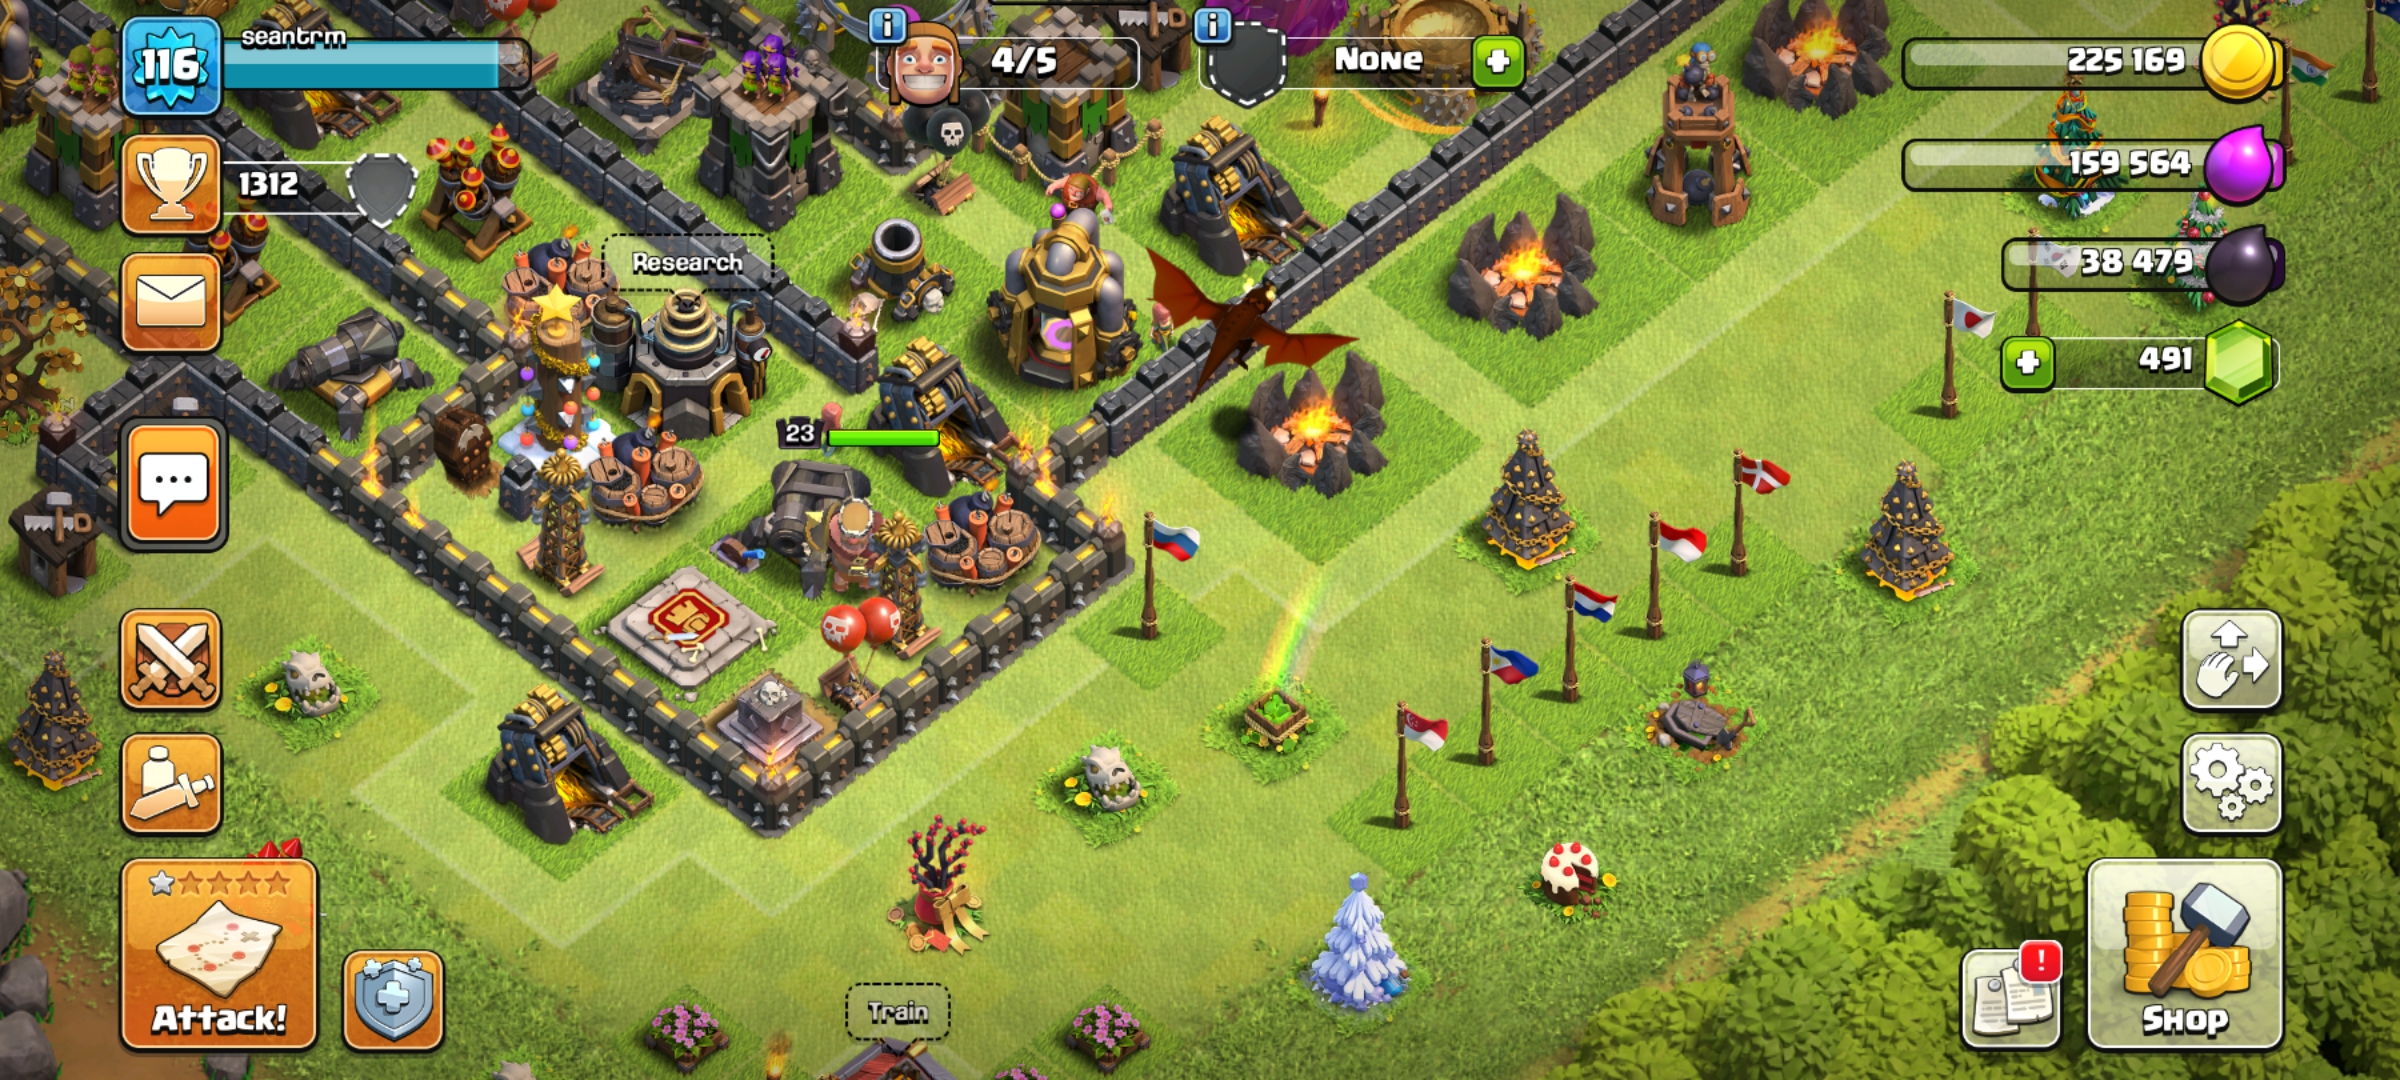 116
seantrm
4/5
None
225 169
1312
159 564
Research
38 479
491
23
Attack!
Train
!
Shop